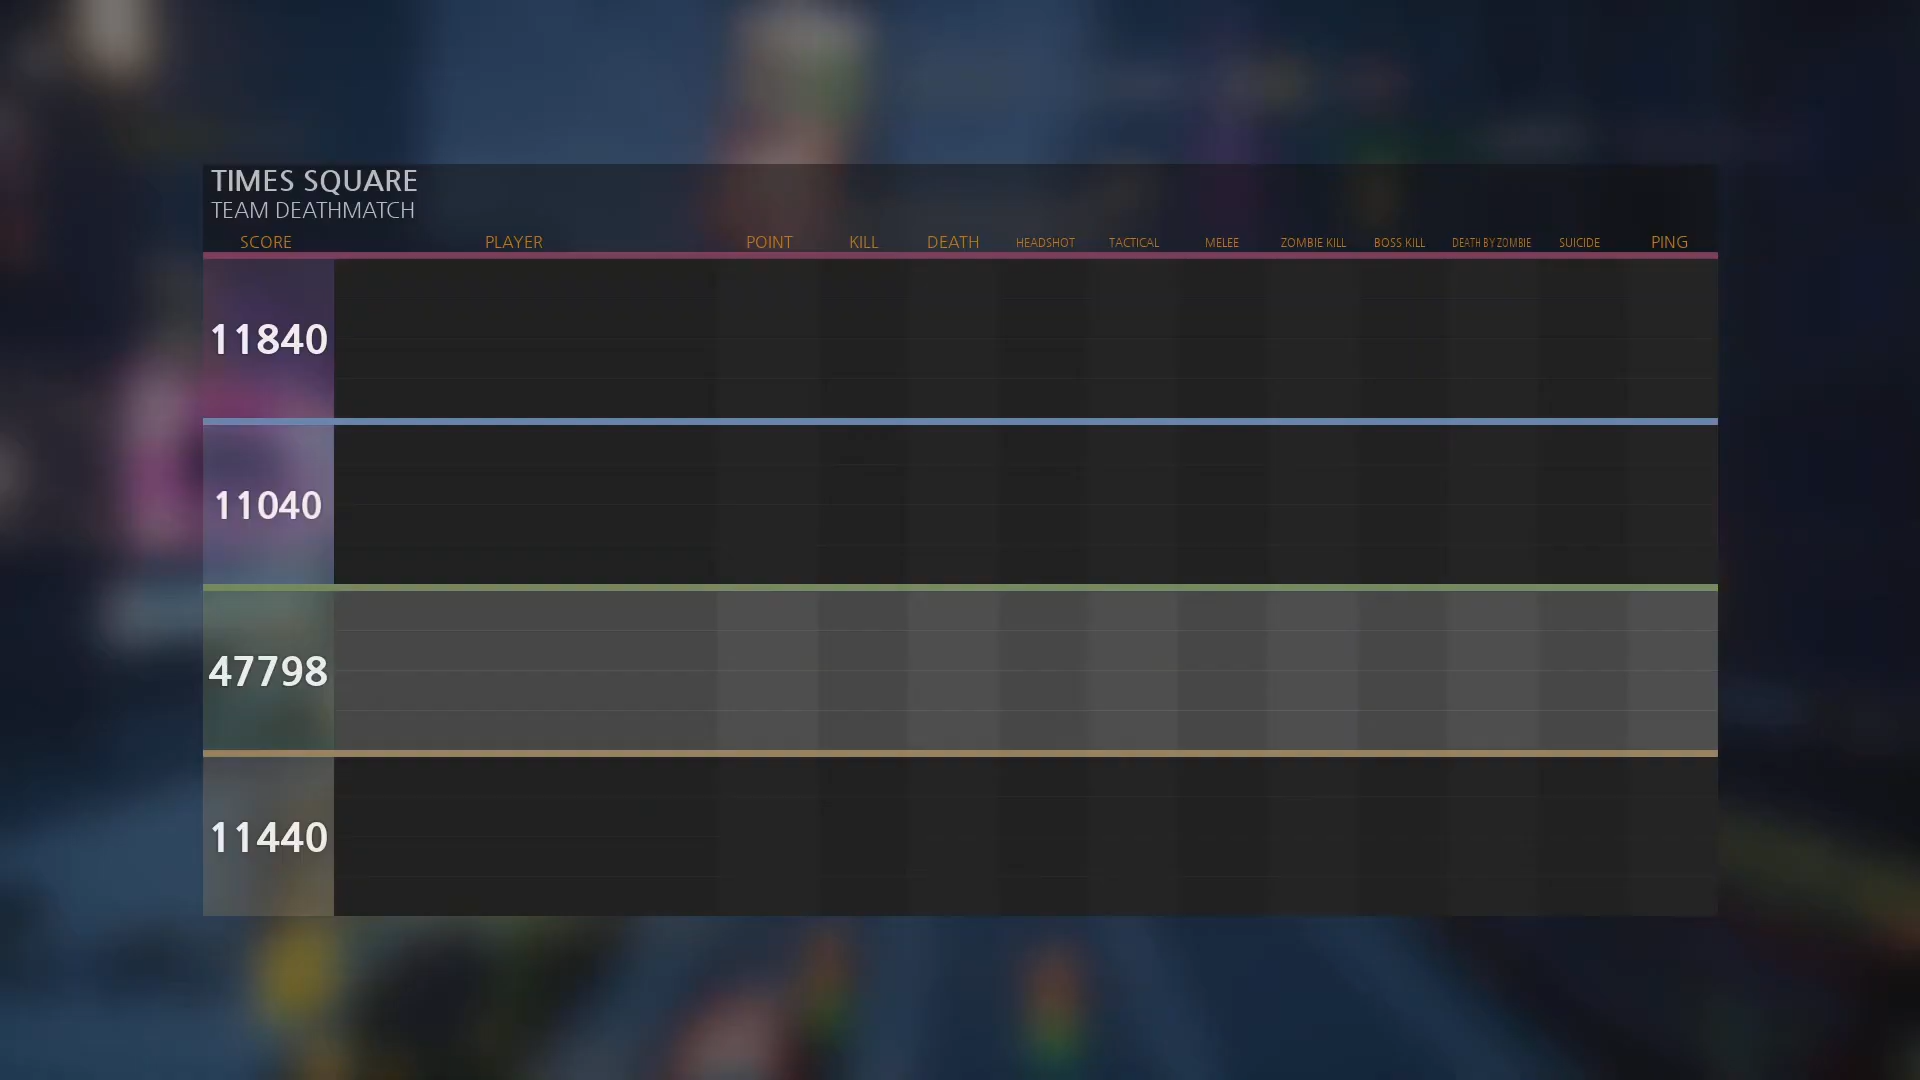 TIMES SQUARE
TEAM DEATHMATCH
SCORE PLAYER POINT KILL DEATH HEADSHOT TACTICAL MELEE ZOMBIE KILL BOSS KILL DEATH BY ZOMBIE SUICIDE PING
11840
11040
47798
11440